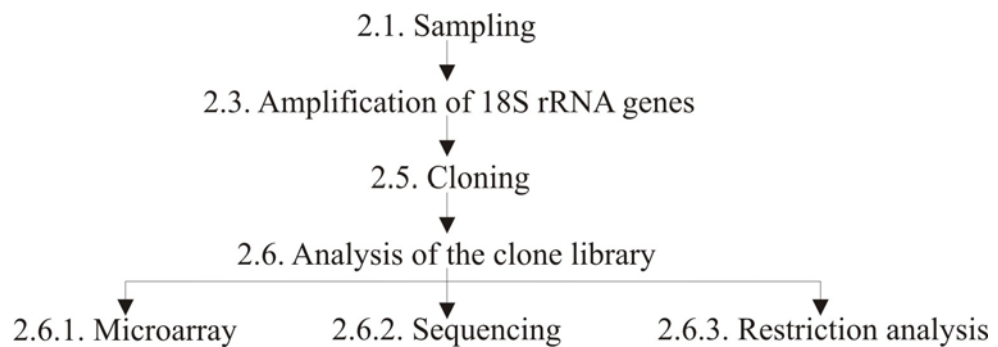 2.1. Sampling
2.3. Amplification of 18S rRNA genes
2.5. Cloning
2.6. Analysis of the clone library
2.6.1. Microarray
2.6.2. Sequencing
2.6.3. Restriction analysis